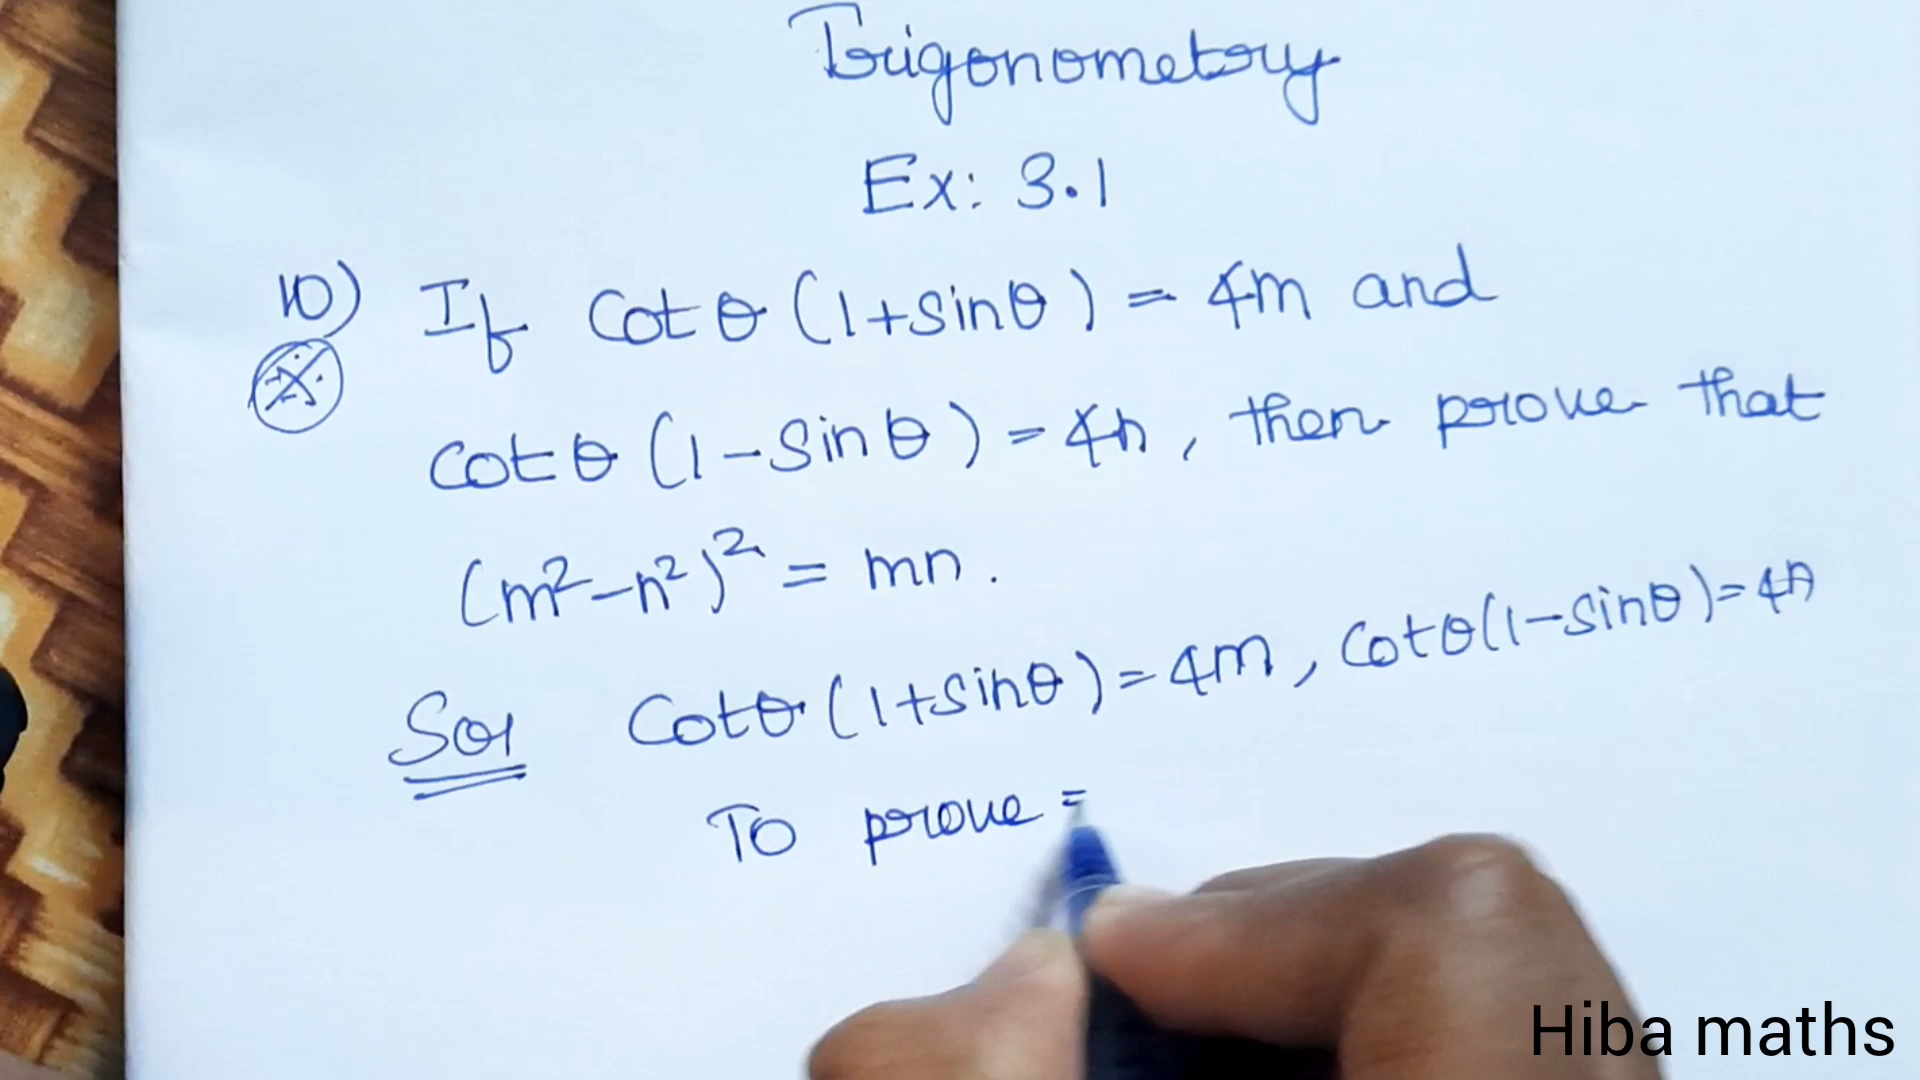 Trigonometry
Ex: 3.1
10) If cot θ (1+sin θ) = 4m and
cot θ (1-sin θ) = 4n, then prove that
(m²-n²)² = mn.
Sol cot θ (1+sin θ) = 4m, cot θ (1-sin θ) = 4n
To prove =
Hiba maths